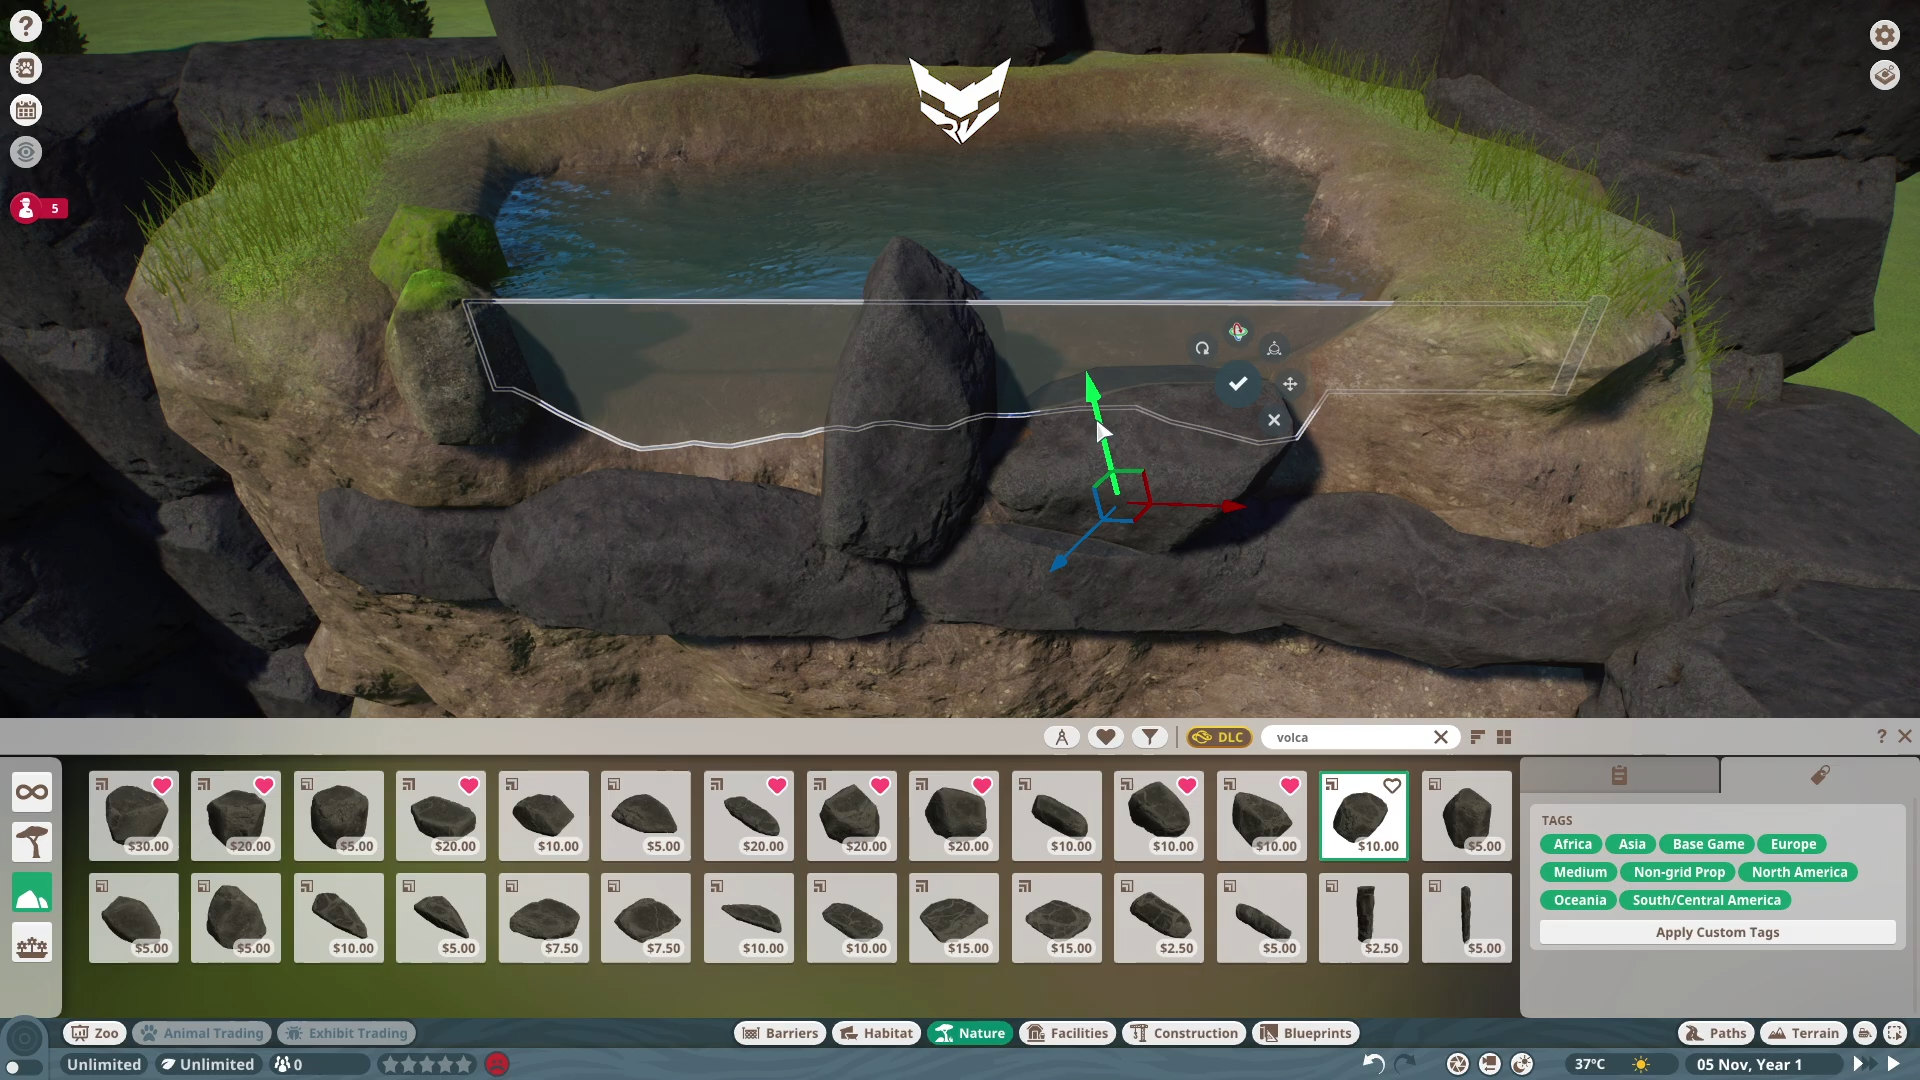 5
DLC
volca
$30.00 $20.00 $5.00 $20.00 $10.00 $5.00 $20.00 $20.00 $20.00 $10.00 $10.00 $10.00 $10.00 $5.00
$5.00 $5.00 $10.00 $5.00 $7.50 $7.50 $10.00 $10.00 $15.00 $15.00 $2.50 $5.00 $2.50 $5.00
?
?
TAGS
Africa Asia Base Game Europe
Medium Non-grid Prop North America
Oceania South/Central America
Apply Custom Tags
Zoo Animal Trading Exhibit Trading Barriers Habitat Nature Facilities Construction Blueprints Paths Terrain
Unlimited Unlimited 0 37°C 05 Nov, Year 1